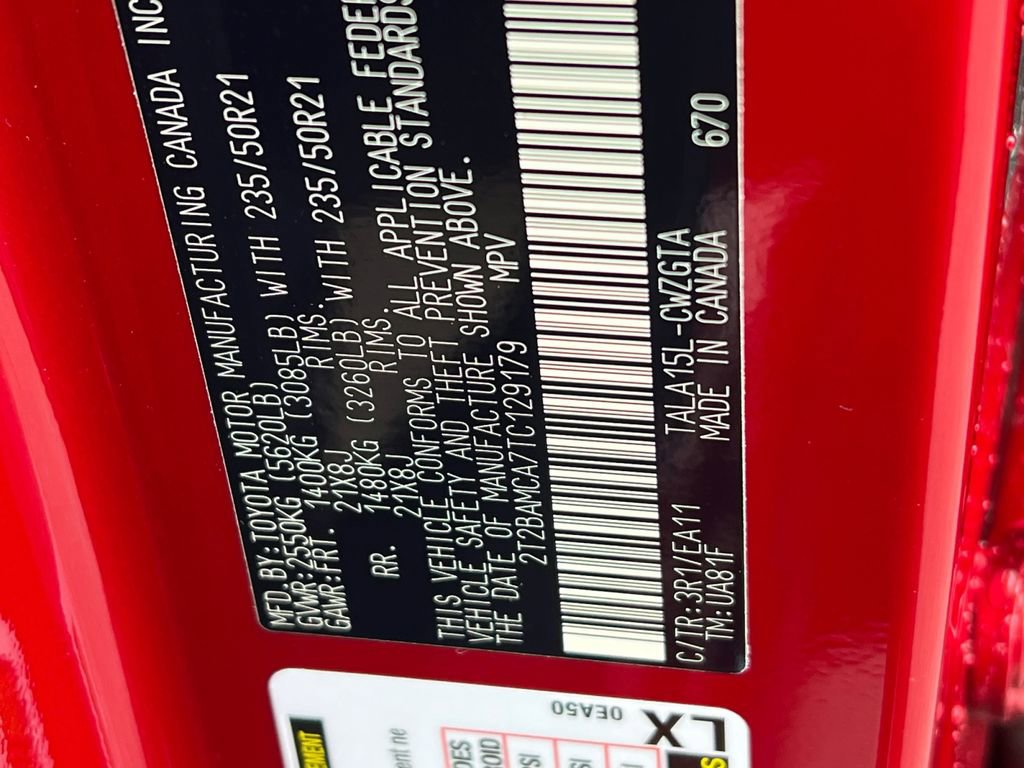 MFD.BY:TOYOTA MOTOR MANUFACTURING CANADA INC
GVWR:2550KG (5620LB)
GAWR:FRT. 1400KG (3085LB) WITH 235/50R21
21X8J RIMS.
RR. 1480KG (3260LB) WITH 235/50R21
21X8J RIMS.
THIS VEHICLE CONFORMS TO ALL APPLICABLE FEDER
VEHICLE SAFETY AND THEFT PREVENTION STANDARDS
THE DATE OF MANUFACTURE SHOWN ABOVE.
2T2BAMCA7TC129179 MPV
C/TR:3R1/EA11 TALA15L-CWZGTA 670
TM:UA81F MADE IN CANADA
0EA50
LX